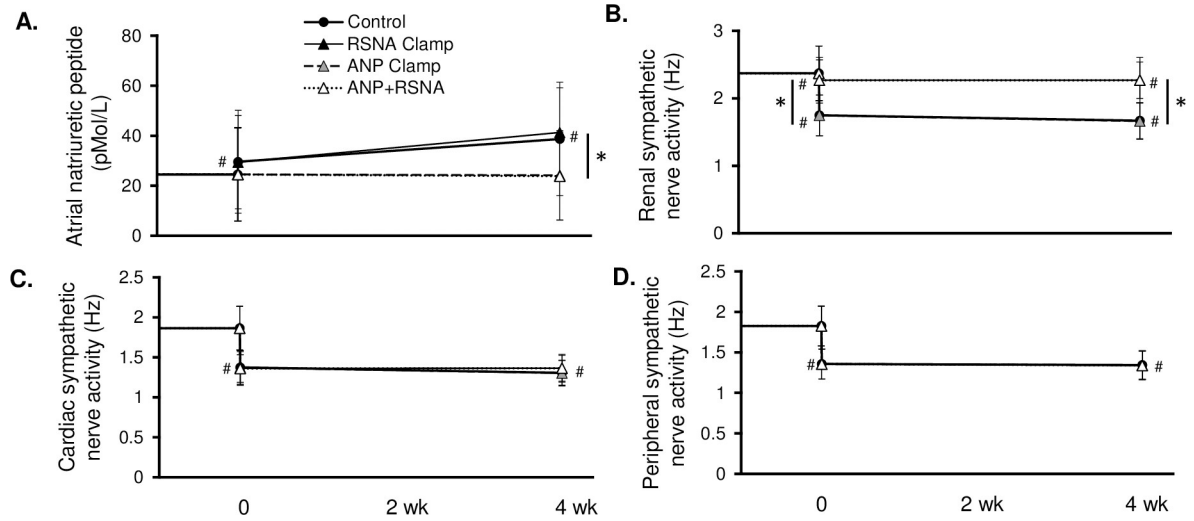 A.
Control
RSNA Clamp
ANP Clamp
ANP+RSNA
Atrial natriuretic peptide
(pMol/L)
80
60
40
20
0
#
#
*
B.
Renal sympathetic
nerve activity (Hz)
3
2
1
0
#
*
#
#
*
#
C.
Cardiac sympathetic
nerve activity (Hz)
2.5
2
1.5
1
0.5
0
#
#
0
2 wk
4 wk
D.
Peripheral sympathetic
nerve activity (Hz)
2.5
2
1.5
1
0.5
0
#
#
0
2 wk
4 wk